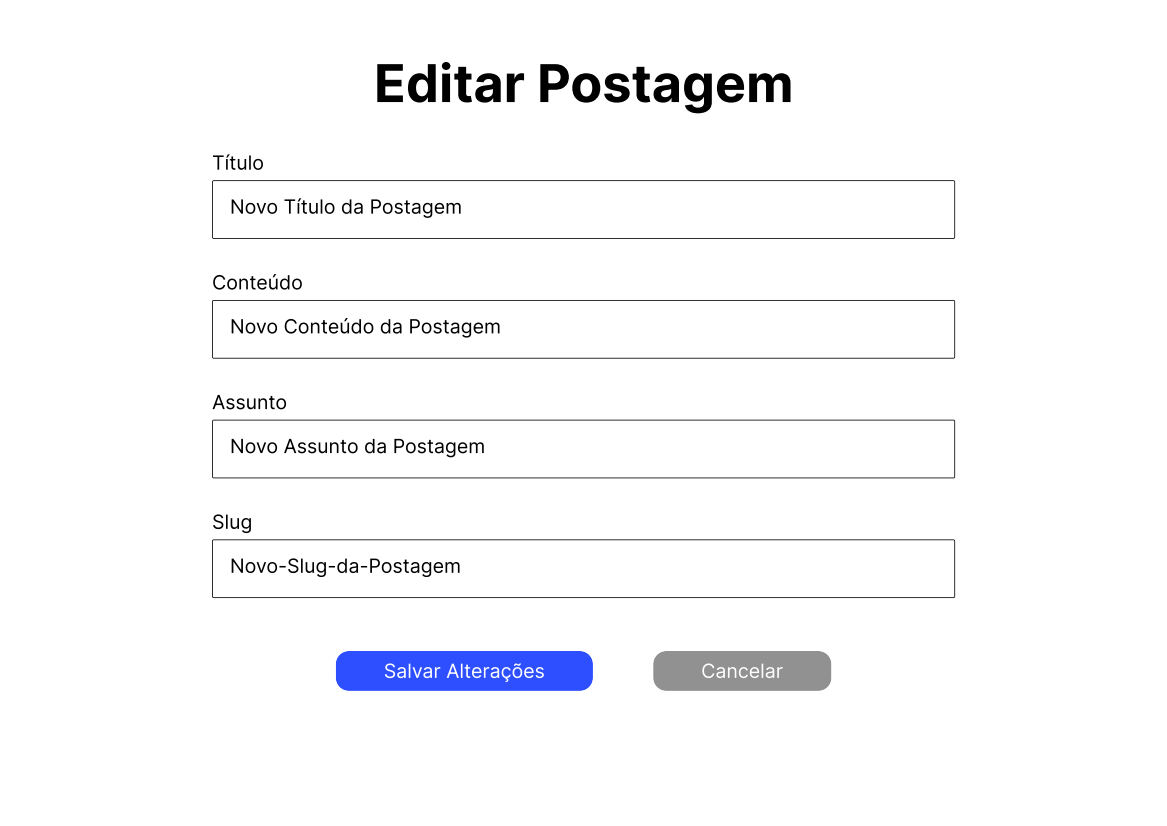 Editar Postagem
Título
Novo Título da Postagem
Conteúdo
Novo Conteúdo da Postagem
Assunto
Novo Assunto da Postagem
Slug
Novo-Slug-da-Postagem
Salvar Alterações
Cancelar